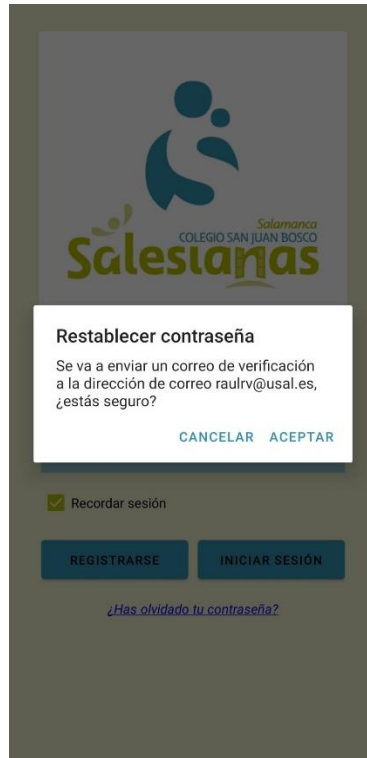 Salamanca
COLEGIO SAN JUAN BOSCO
Salesianas
Restablecer contraseña
Se va a enviar un correo de verificación
a la dirección de correo raulrv@usal.es,
¿estás seguro?
CANCELAR ACEPTAR
Recordar sesión
REGISTRARSE INICIAR SESIÓN
¿Has olvidado tu contraseña?